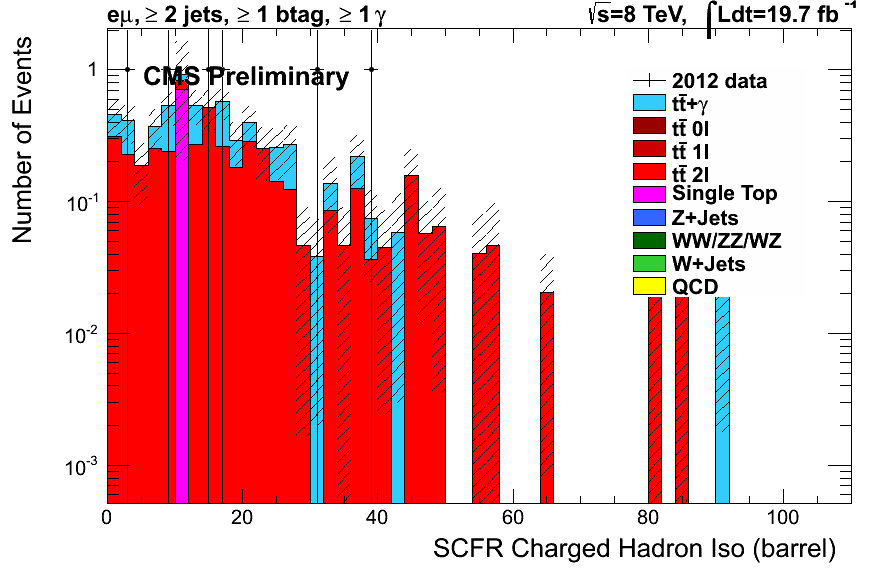 eμ, ≥ 2 jets, ≥ 1 btag, ≥ 1 γ
√s=8 TeV, ∫Ldt=19.7 fb⁻¹
CMS Preliminary
Number of Events
1
10⁻¹
10⁻²
10⁻³
2012 data
tt̄+γ
tt̄ 0l
tt̄ 1l
tt̄ 2l
Single Top
Z+Jets
WW/ZZ/WZ
W+Jets
QCD
0 20 40 60 80 100
SCFR Charged Hadron Iso (barrel)